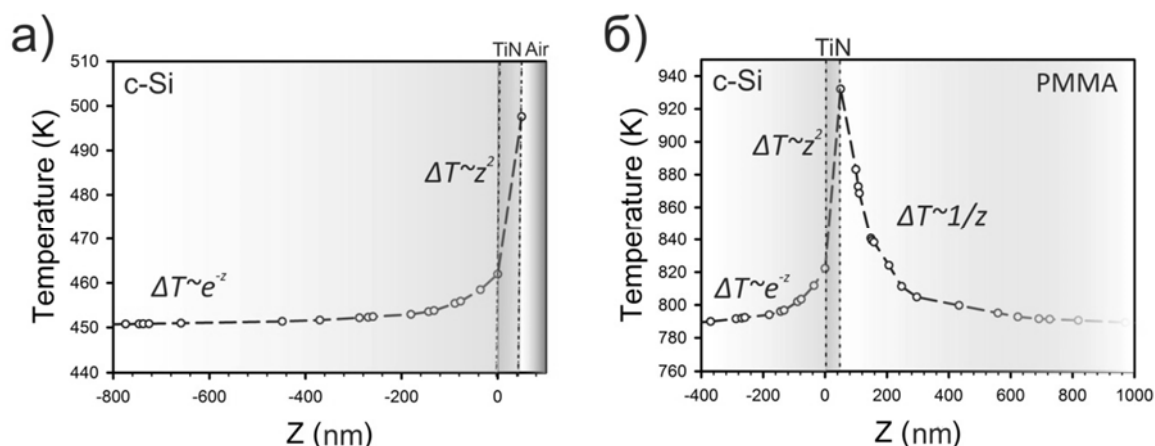 а)
TiN Air
c-Si
510
500
490
480
470
460
450
440
Temperature (K)
ΔT~z²
ΔT~e⁻ᶻ
-800 -600 -400 -200 0
Z (nm)
б)
TiN
c-Si
PMMA
940
920
900
880
860
840
820
800
780
760
Temperature (K)
ΔT~z²
ΔT~1/z
ΔT~e⁻ᶻ
-400 -200 0 200 400 600 800 1000
Z (nm)